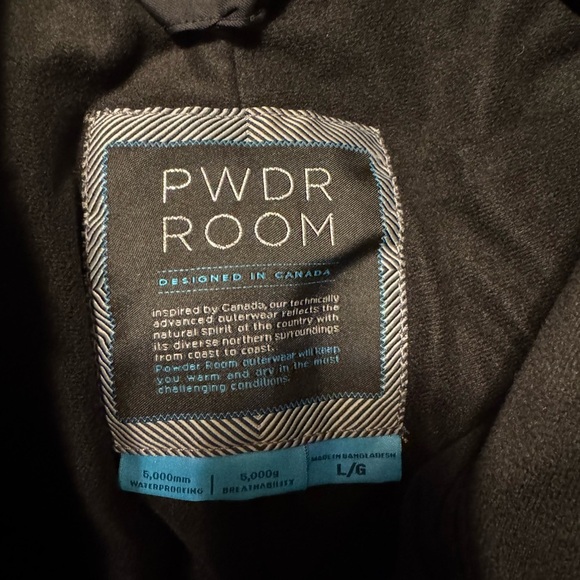 PWDR
ROOM
DESIGNED IN CANADA
inspired by Canada, our technically
advanced outerwear reflects the
natural spirit of the country with
its diverse northern surroundings
from coast to coast.
Powder Room outerwear will keep
you warm and dry in the most
challenging conditions.
5,000mm
WATERPROOFING
5,000g
BREATHABILITY
MADE IN BANGLADESH
L/G